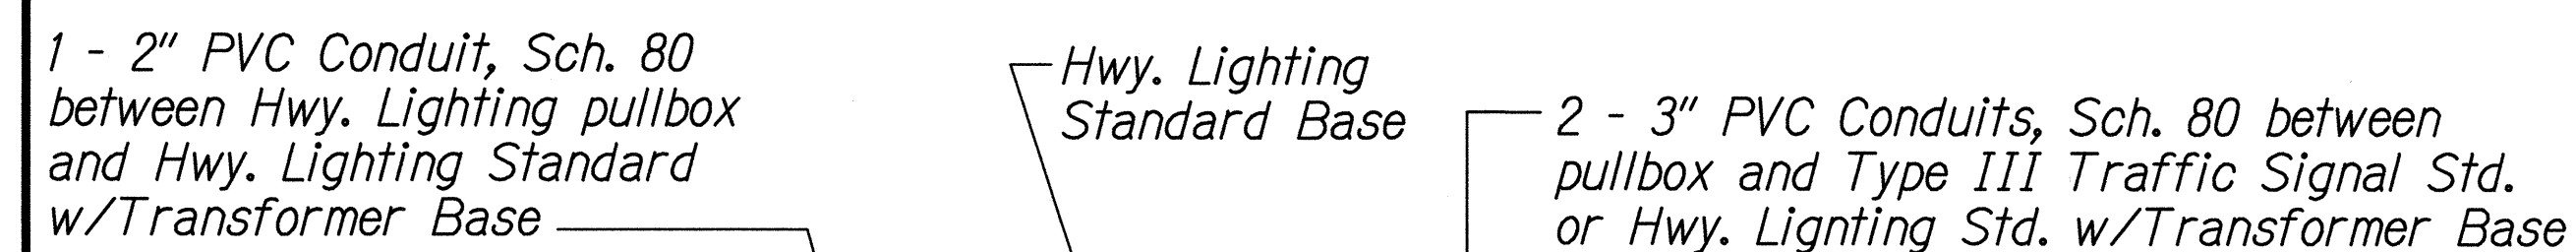 1 - 2" PVC Conduit, Sch. 80
between Hwy. Lighting pullbox
and Hwy. Lighting Standard
w/Transformer Base
Hwy. Lighting
Standard Base
2 - 3" PVC Conduits, Sch. 80 between
pullbox and Type III Traffic Signal Std.
or Hwy. Lignting Std. w/Transformer Base